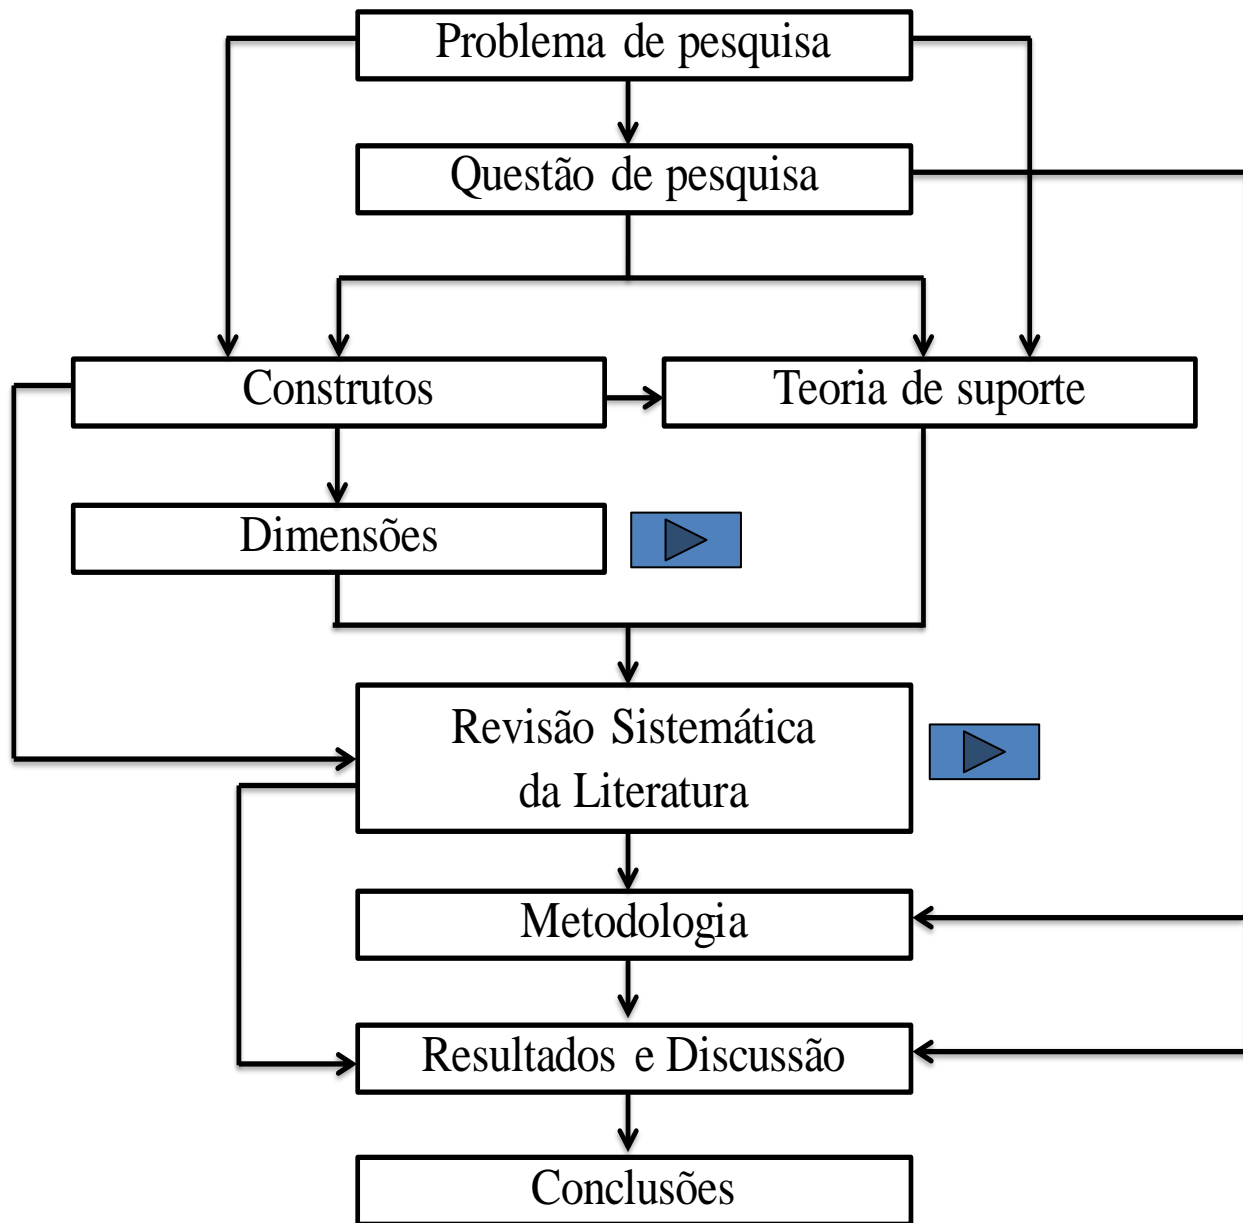 Problema de pesquisa
Questão de pesquisa
Construtos
Teoria de suporte
Dimensões
Revisão Sistemática
da Literatura
Metodologia
Resultados e Discussão
Conclusões